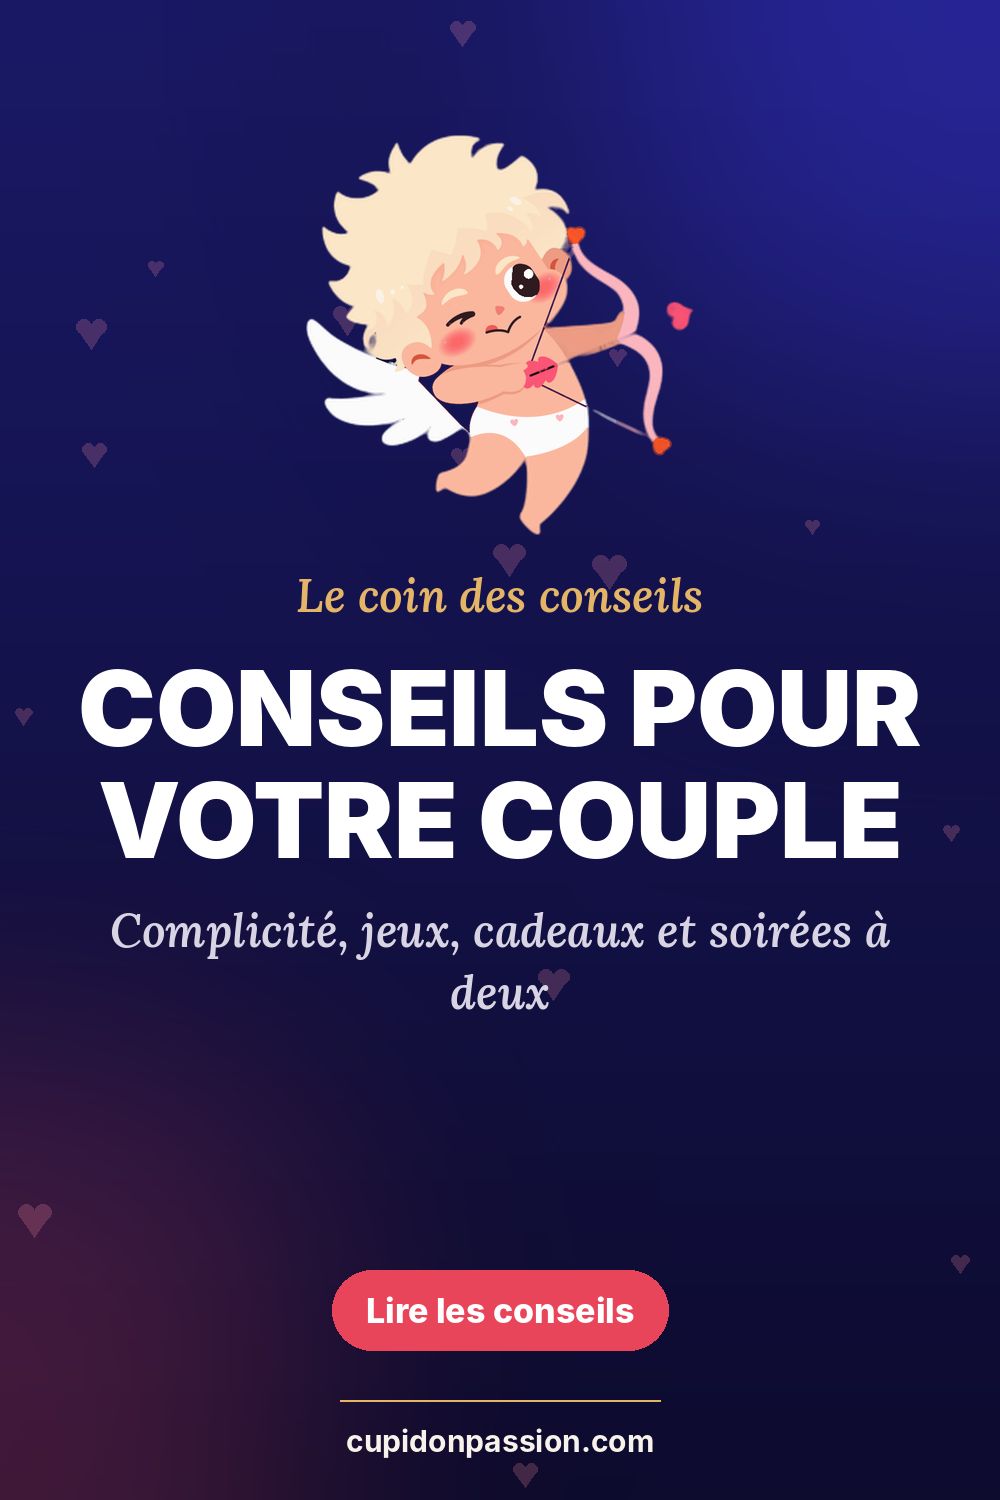 Le coin des conseils
CONSEILS POUR
VOTRE COUPLE
Complicité, jeux, cadeaux et soirées à
deux
Lire les conseils
cupidonpassion.com